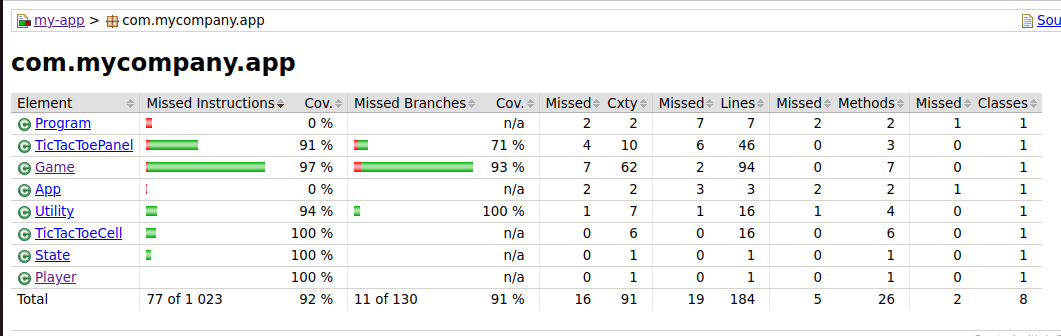 my-app > com.mycompany.app Sou
com.mycompany.app
Element Missed Instructions Cov. Missed Branches Cov. Missed Cxty Missed Lines Missed Methods Missed Classes
Program 0 % n/a 2 2 7 7 2 2 1 1
TicTacToePanel 91 % 71 % 4 10 6 46 0 3 0 1
Game 97 % 93 % 7 62 2 94 0 7 0 1
App 0 % n/a 2 2 3 3 2 2 1 1
Utility 94 % 100 % 1 7 1 16 1 4 0 1
TicTacToeCell 100 % n/a 0 6 0 16 0 6 0 1
State 100 % n/a 0 1 0 1 0 1 0 1
Player 100 % n/a 0 1 0 1 0 1 0 1
Total 77 of 1 023 92 % 11 of 130 91 % 16 91 19 184 5 26 2 8